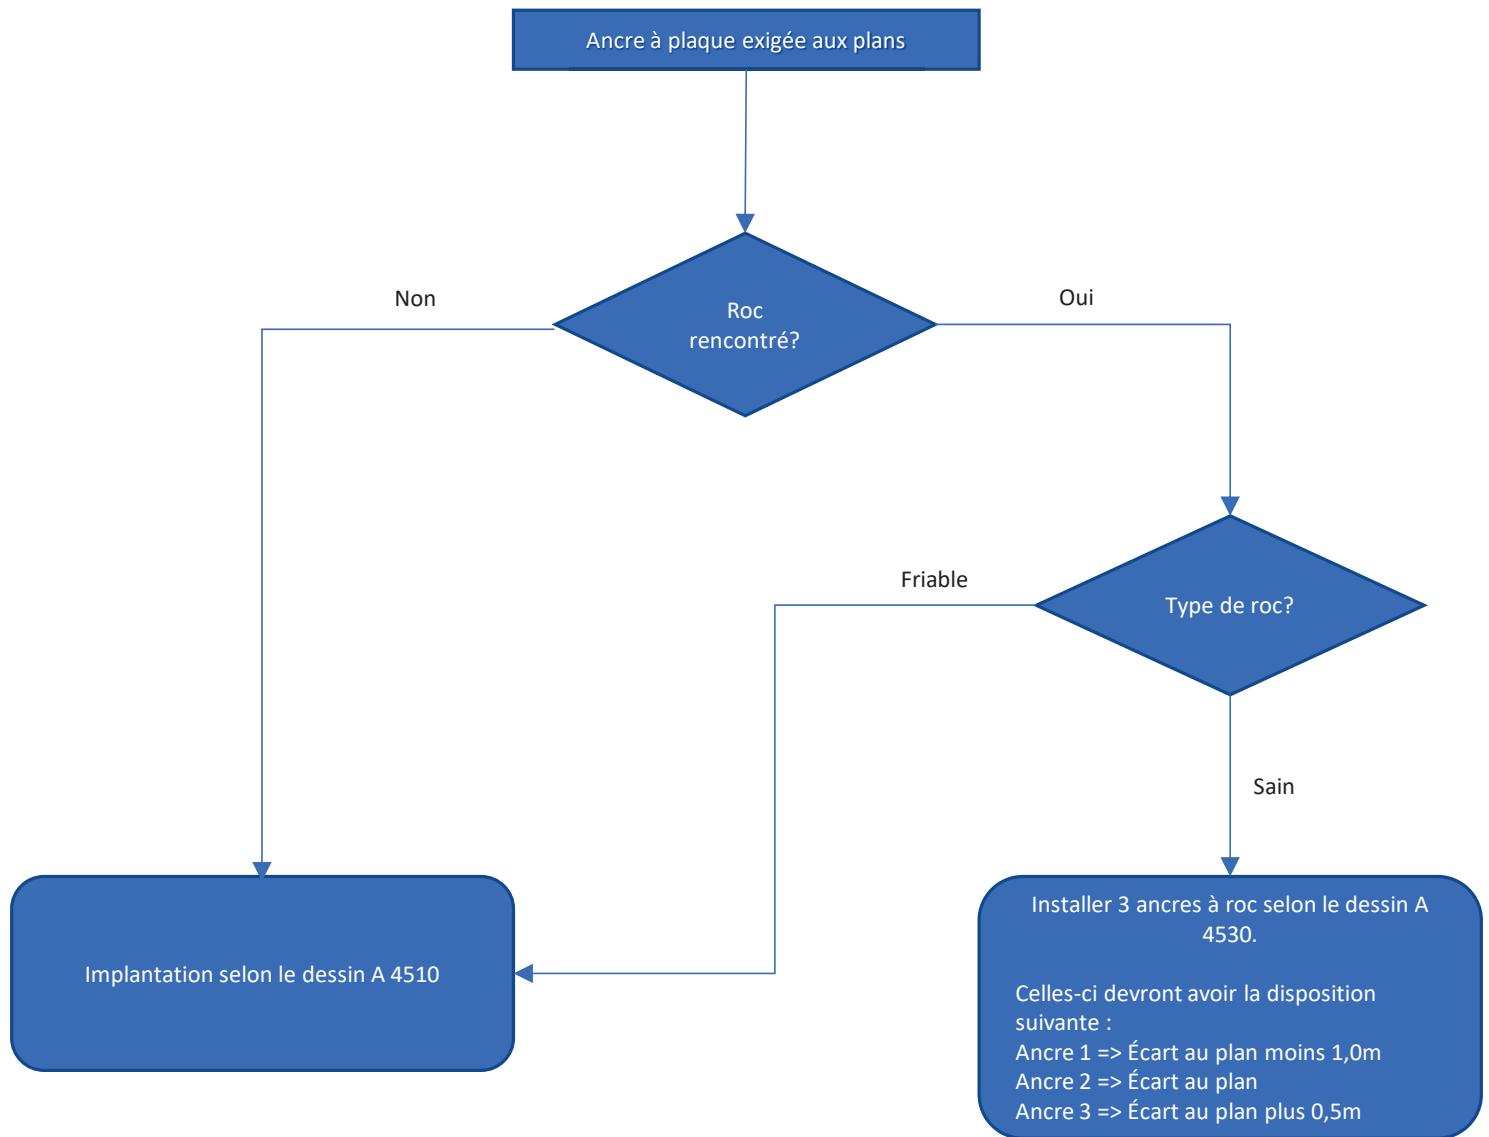 Ancre à plaque exigée aux plans
Non
Oui
Roc
rencontré?
Friable
Type de roc?
Sain
Implantation selon le dessin A 4510
Installer 3 ancres à roc selon le dessin A
4530.
Celles-ci devront avoir la disposition
suivante :
Ancre 1 => Écart au plan moins 1,0m
Ancre 2 => Écart au plan
Ancre 3 => Écart au plan plus 0,5m